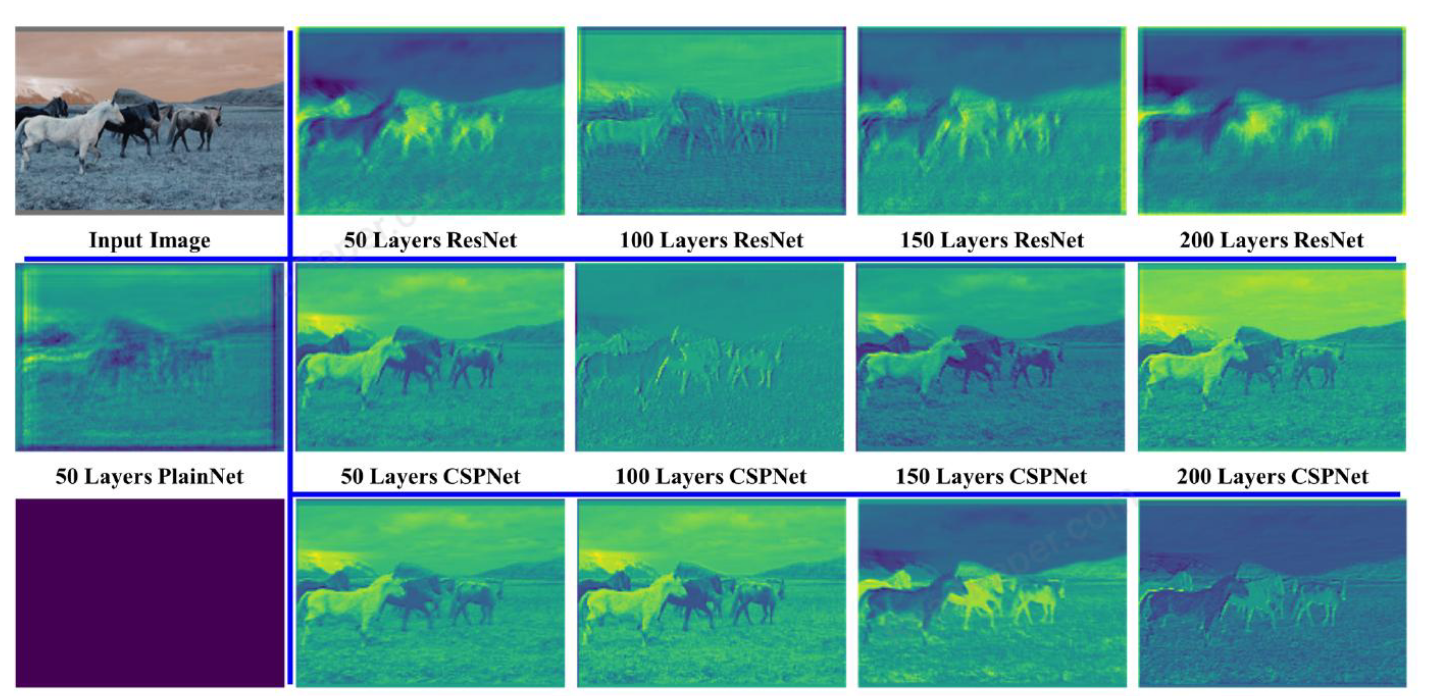 Input Image
50 Layers ResNet
100 Layers ResNet
150 Layers ResNet
200 Layers ResNet
50 Layers PlainNet
50 Layers CSPNet
100 Layers CSPNet
150 Layers CSPNet
200 Layers CSPNet